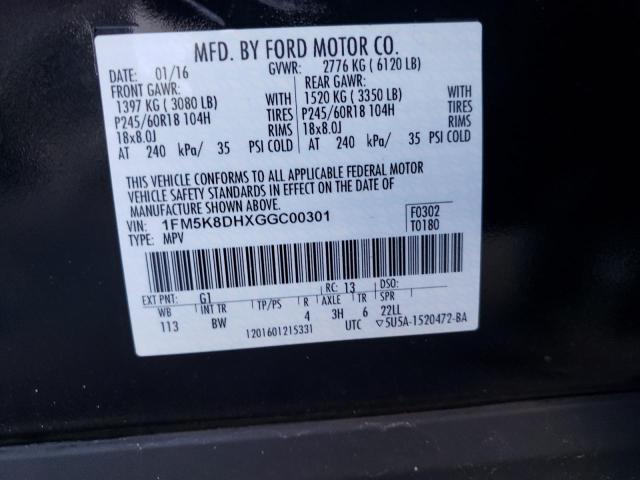 MFD. BY FORD MOTOR CO.
DATE: 01/16 GVWR: 2776 KG (6120 LB)
FRONT GAWR: REAR GAWR:
1397 KG (3080 LB) WITH 1520 KG (3350 LB) WITH
P245/60R18 104H TIRES P245/60R18 104H TIRES
18x8.0J RIMS 18x8.0J RIMS
AT 240 kPa/ 35 PSI COLD AT 240 kPa/ 35 PSI COLD
THIS VEHICLE CONFORMS TO ALL APPLICABLE FEDERAL MOTOR
VEHICLE SAFETY STANDARDS IN EFFECT ON THE DATE OF
MANUFACTURE SHOWN ABOVE.
VIN: 1FM5K8DHXGGC00301 F0302
TYPE: MPV T0180
EXT PNT: G1 RC: 13 DSO:
WB INT TR TP/PS R AXLE TR SPR
113 BW 4 3H 6 22LL
1201601215331 UTC ▽5U5A-1520472-BA